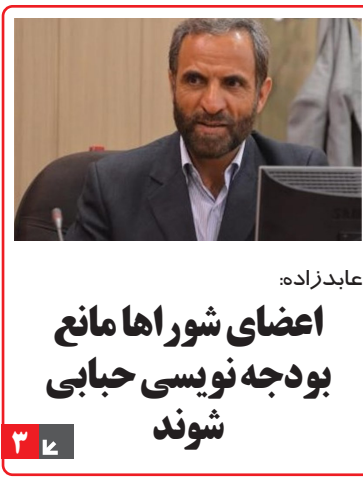 عابدزاده:
اعضای شوراها مانع
بودجه نویسی حبابی
شوند
۳